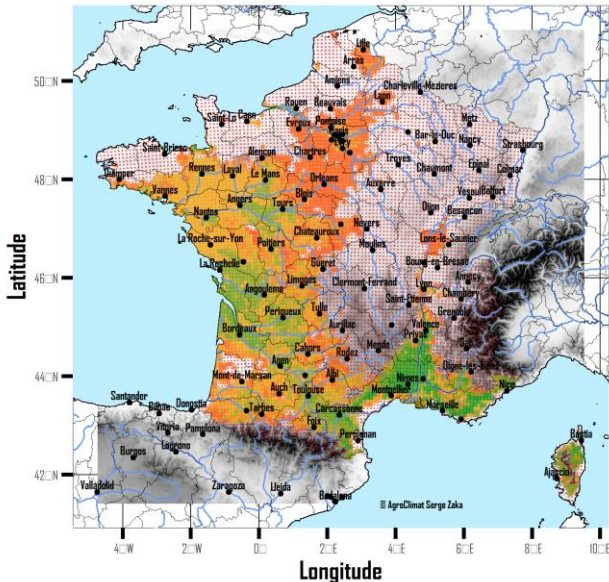 Lille
Arras
50□N
Amiens
Charleville-Mezieres
Laon
Rouen
Beauvais
Saint-Lo
Caen
Evreux
Pontoise
Metz
Bar-le-Duc
Nancy
Strasbourg
Saint-Brieuc
Alencon
Chartres
Troyes
Chaumont
Epinal
Colmar
Quimper
Rennes
Laval
Le Mans
48□N
Orleans
Auxerre
Vannes
Angers
Blois
Vesoul
Belfort
Nantes
Tours
Dijon
Besancon
Chateauroux
Nevers
La Roche-sur-Yon
Poitiers
Moulins
Lons-le-Saunier
La Rochelle
Gueret
Bourg-en-Bresse
46□N
Limoges
Clermont-Ferrand
Annecy
Angouleme
Lyon
Chambery
Tulle
Saint-Etienne
Perigueux
Grenoble
Aurillac
Valence
Bordeaux
Privas
Cahors
Mende
Gap
Agen
Rodez
Digne-les-Bains
44□N
Mont-de-Marsan
Albi
Nimes
Auch
Toulouse
Montpellier
Nice
Santander
Bilbao
Donostia
Tarbes
Carcassonne
Marseille
Vitoria
Pamplona
Foix
Bastia
Logrono
Perpignan
Burgos
42□N
Ajaccio
Valladolid
Zaragoza
Lleida
Badalona
© AgroClimat Serge Zaka
4□W
2□W
0□
2□E
4□E
6□E
8□E
10□E
Latitude
Longitude